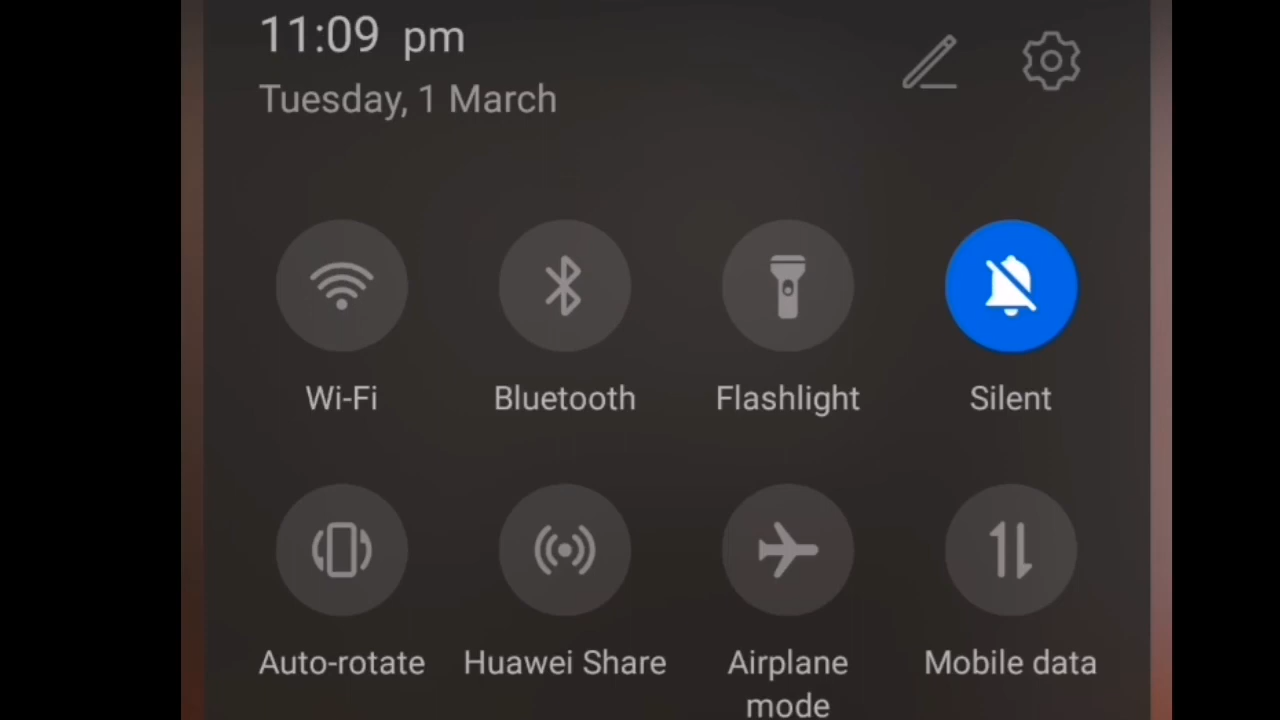 11:09 pm
Tuesday, 1 March
Wi-Fi
Bluetooth
Flashlight
Silent
Auto-rotate
Huawei Share
Airplane
mode
Mobile data